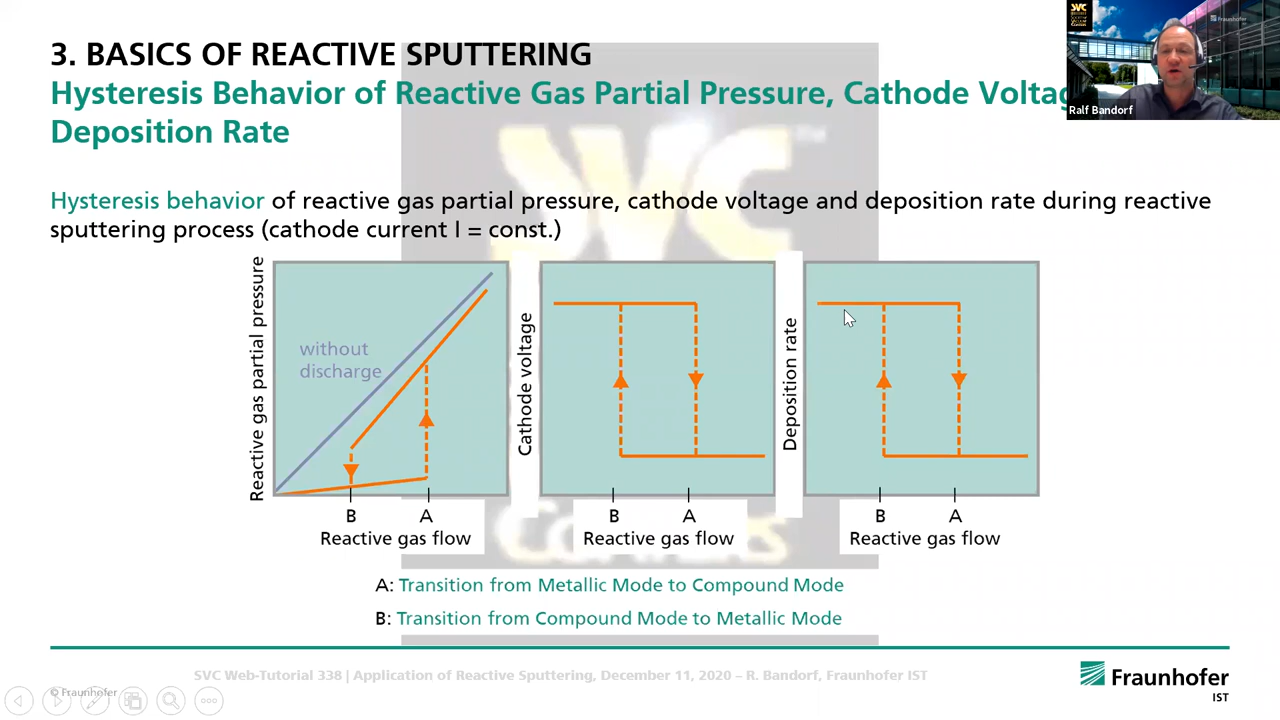 3. BASICS OF REACTIVE SPUTTERING
Hysteresis Behavior of Reactive Gas Partial Pressure, Cathode
Deposition Rate
Hysteresis behavior of reactive gas partial pressure, cathode voltage and deposition rate during reactive
sputtering process (cathode current I = const.)
Reactive gas partial pressure
without
discharge
B A
Reactive gas flow
Cathode voltage
B A
Reactive gas flow
Deposition rate
B A
Reactive gas flow
A: Transition from Metallic Mode to Compound Mode
B: Transition from Compound Mode to Metallic Mode
SVC Web-Tutorial 338 | Application of Reactive Sputtering, December 11, 2020 – R. Bandorf, Fraunhofer IST
© Fraunhofer
Fraunhofer
IST
SVC
Fraunhofer
Ralf Bandorf
SVC